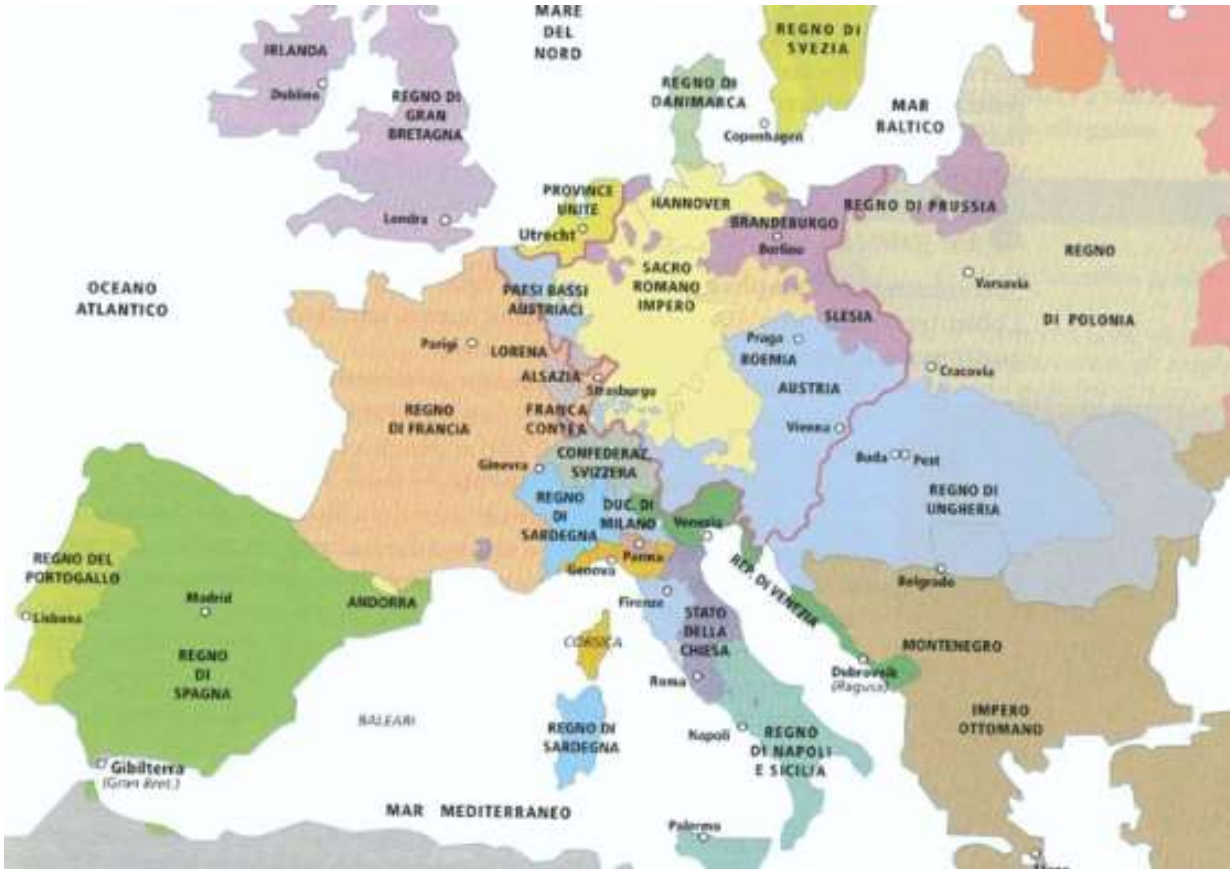 MARE
DEL
NORD
IRLANDA
Dublino
REGNO DI
GRAN
BRETAGNA
Londra
REGNO DI
SVEZIA
REGNO DI
DANIMARCA
Copenhagen
MAR
BALTICO
PROVINCE
UNITE
Utrecht
HANNOVER
BRANDEBURGO
Berlino
REGNO DI PRUSSIA
REGNO
DI POLONIA
Varsavia
Cracovia
OCEANO
ATLANTICO
PAESI BASSI
AUSTRIACI
SACRO
ROMANO
IMPERO
SLESIA
Praga
BOEMIA
AUSTRIA
Vienna
Parigi
LORENA
ALSAZIA
Strasburgo
REGNO
DI FRANCIA
FRANCA
CONTEA
Ginevra
CONFEDERAZ.
SVIZZERA
Buda
Pest
REGNO DI
UNGHERIA
REGNO
DI
SARDEGNA
DUC. DI
MILANO
Venezia
Parma
Genova
Firenze
REP. DI VENEZIA
Belgrado
REGNO DEL
PORTOGALLO
Lisbona
Madrid
ANDORRA
REGNO
DI
SPAGNA
CORSICA
STATO
DELLA
CHIESA
Roma
MONTENEGRO
Dubrovnik
(Ragusa)
IMPERO
OTTOMANO
BALEARI
REGNO DI
SARDEGNA
Napoli
REGNO
DI NAPOLI
E SICILIA
Gibilterra
(Gran Bret.)
MAR MEDITERRANEO
Palermo